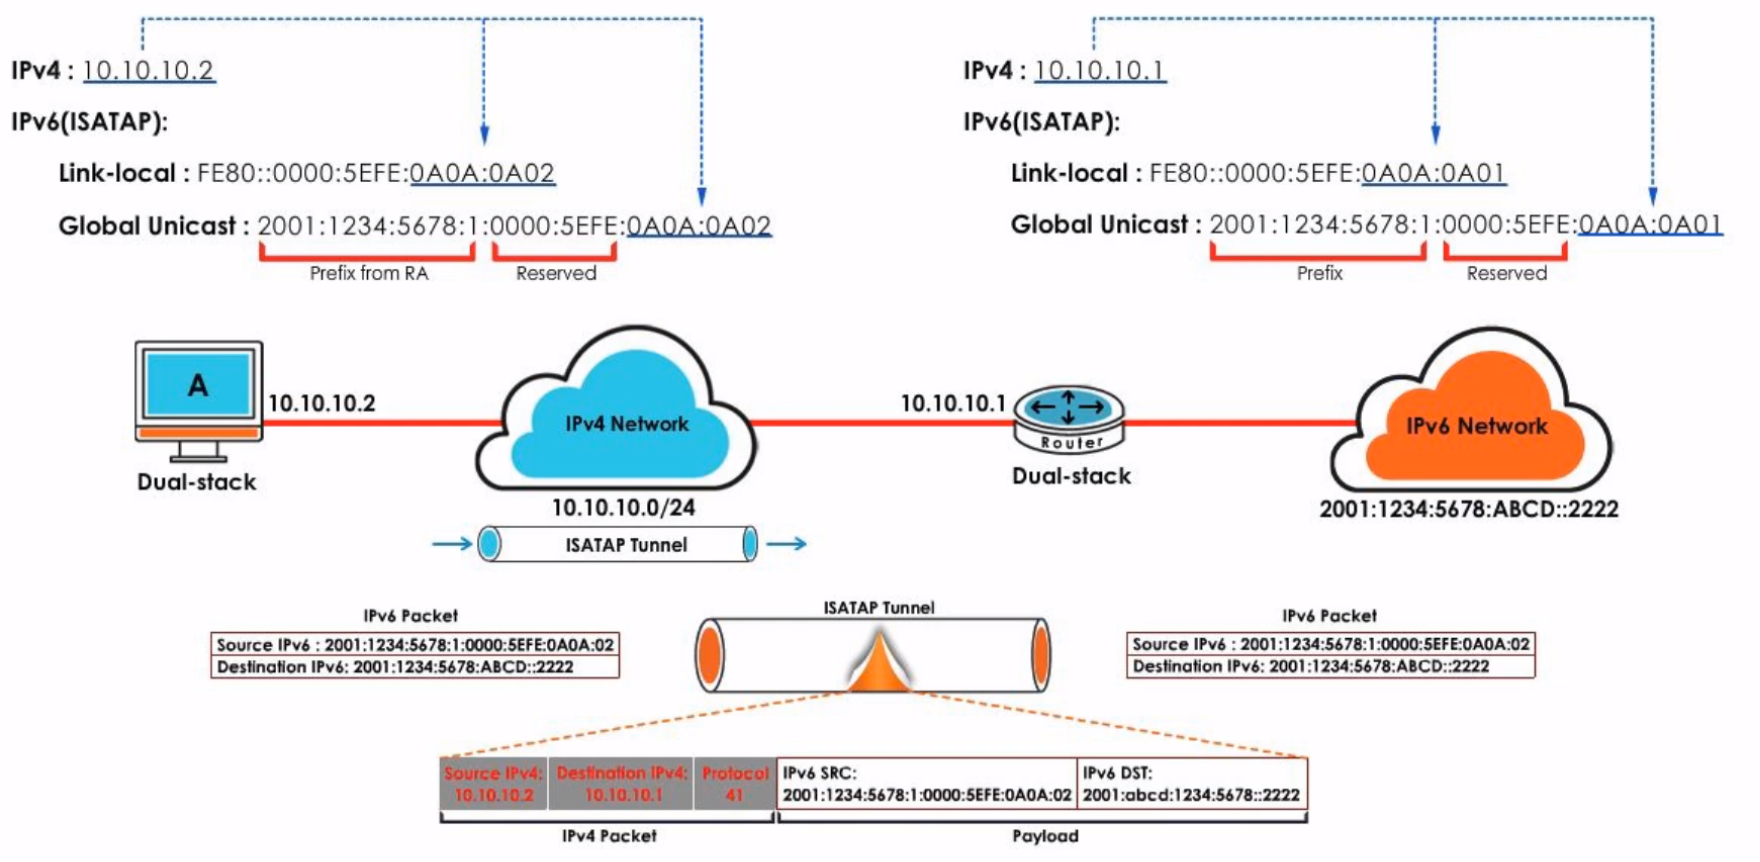 IPv4 : 10.10.10.2
IPv6(ISATAP):
Link-local : FE80::0000:5EFE:0A0A:0A02
Global Unicast : 2001:1234:5678:1:0000:5EFE:0A0A:0A02
Prefix from RA
Reserved
IPv4 : 10.10.10.1
IPv6(ISATAP):
Link-local : FE80::0000:5EFE:0A0A:0A01
Global Unicast : 2001:1234:5678:1:0000:5EFE:0A0A:0A01
Prefix
Reserved
A
Dual-stack
10.10.10.2
IPv4 Network
10.10.10.0/24
ISATAP Tunnel
10.10.10.1
Router
Dual-stack
IPv6 Network
2001:1234:5678:ABCD::2222
IPv6 Packet
Source IPv6 : 2001:1234:5678:1:0000:5EFE:0A0A:02
Destination IPv6: 2001:1234:5678:ABCD::2222
ISATAP Tunnel
IPv6 Packet
Source IPv6 : 2001:1234:5678:1:0000:5EFE:0A0A:02
Destination IPv6: 2001:1234:5678:ABCD::2222
Source IPv4:
10.10.10.2
Destination IPv4:
10.10.10.1
Protocol
41
IPv6 SRC:
2001:1234:5678:1:0000:5EFE:0A0A:02
IPv6 DST:
2001:abcd:1234:5678::2222
IPv4 Packet
Payload